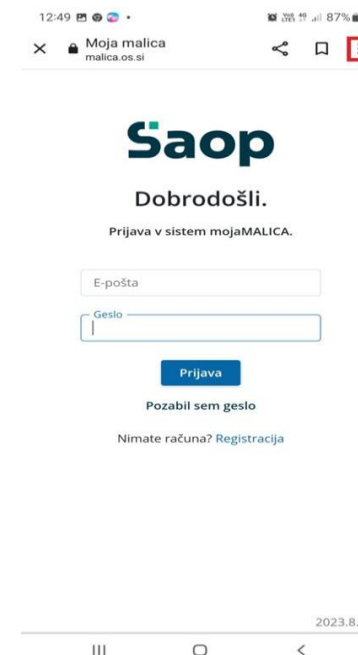 12:49 87%
Moja malica
malica.os.si
Saop
Dobrodošli.
Prijava v sistem mojaMALICA.
E-pošta
Geslo
Prijava
Pozabil sem geslo
Nimate računa? Registracija
2023.8.